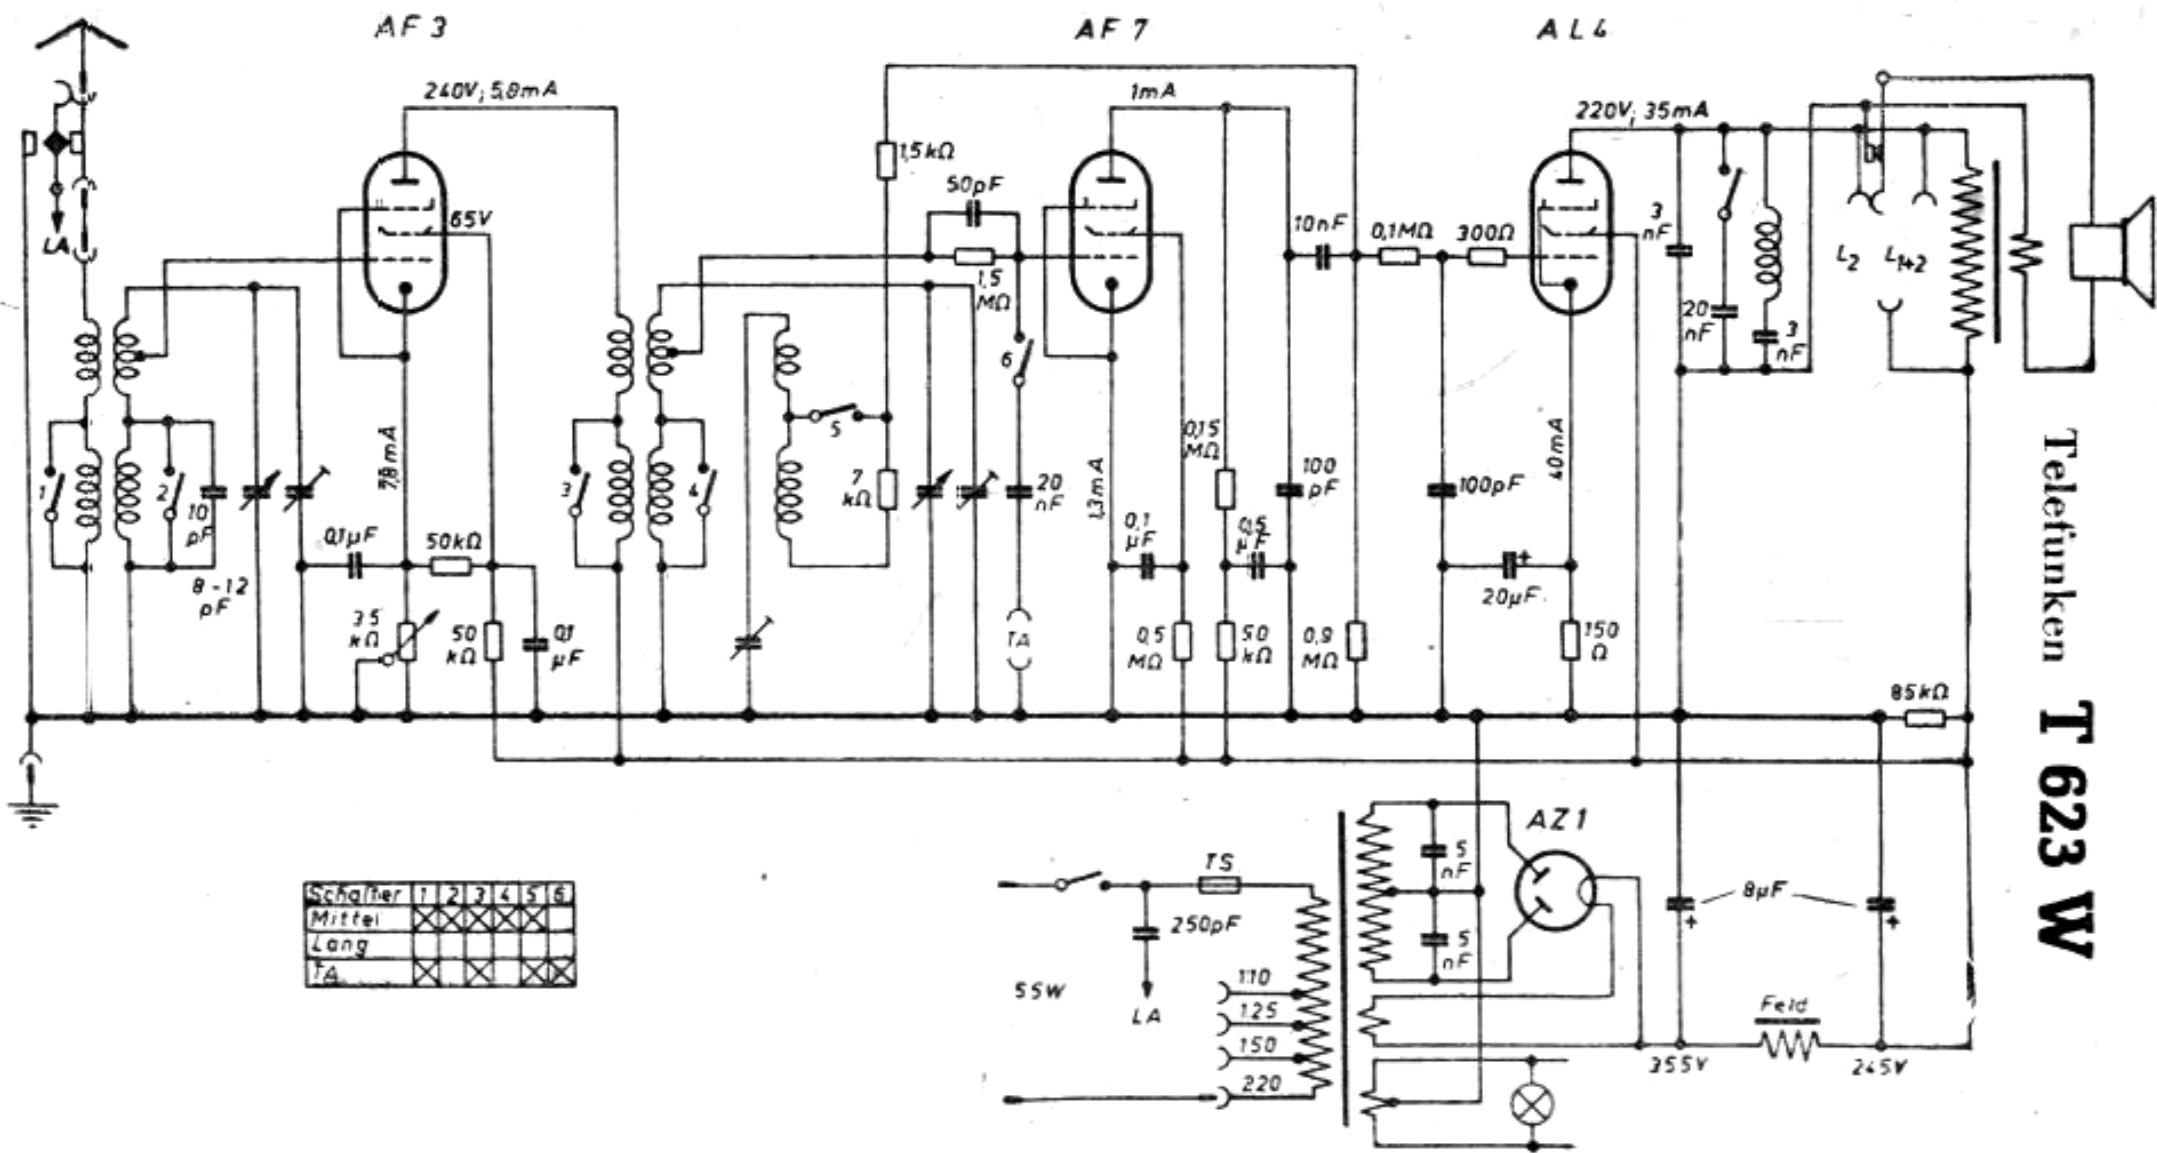 AF 3
AF 7
AL4
240V; 5,8mA
1mA
220V; 35mA
1,5kΩ
50pF
65V
10nF
0,1MΩ
300Ω
3
nF
LA
1,5
MΩ
L2
L1+2
20
nF
3
nF
6
7,8mA
0,15
MΩ
40mA
5
1
2
10
pF
3
4
7
kΩ
20
nF
1,3mA
100
pF
100pF
0,1µF
50kΩ
0,1
µF
0,5
µF
8-12
pF
20µF
35
kΩ
50
kΩ
0,1
µF
TA
0,5
MΩ
50
kΩ
0,9
MΩ
150
Ω
85kΩ
Telefunken T 623 W
AZ1
5
nF
TS
8µF
250pF
5
nF
Schalter 1 2 3 4 5 6
Mittel
Lang
TA
55W
LA
110
125
150
220
Feld
355V
245V